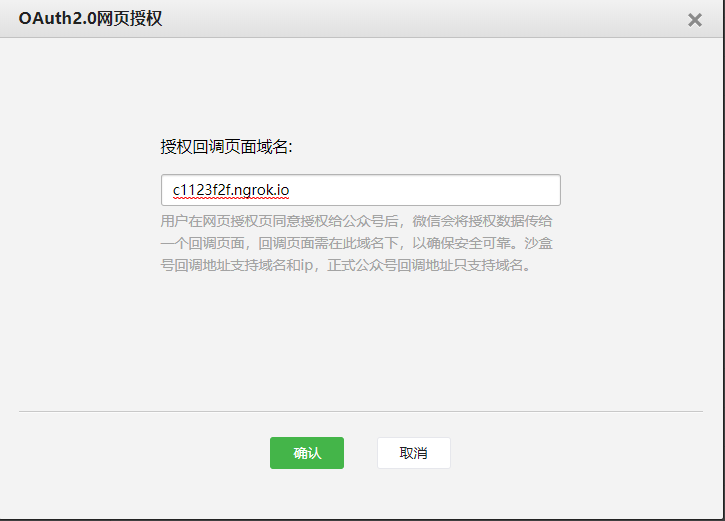 OAuth2.0网页授权
授权回调页面域名:
c1123f2f.ngrok.io
用户在网页授权页同意授权给公众号后，微信会将授权数据传给
一个回调页面，回调页面需在此域名下，以确保安全可靠。沙盒
号回调地址支持域名和ip，正式公众号回调地址只支持域名。
确认
取消